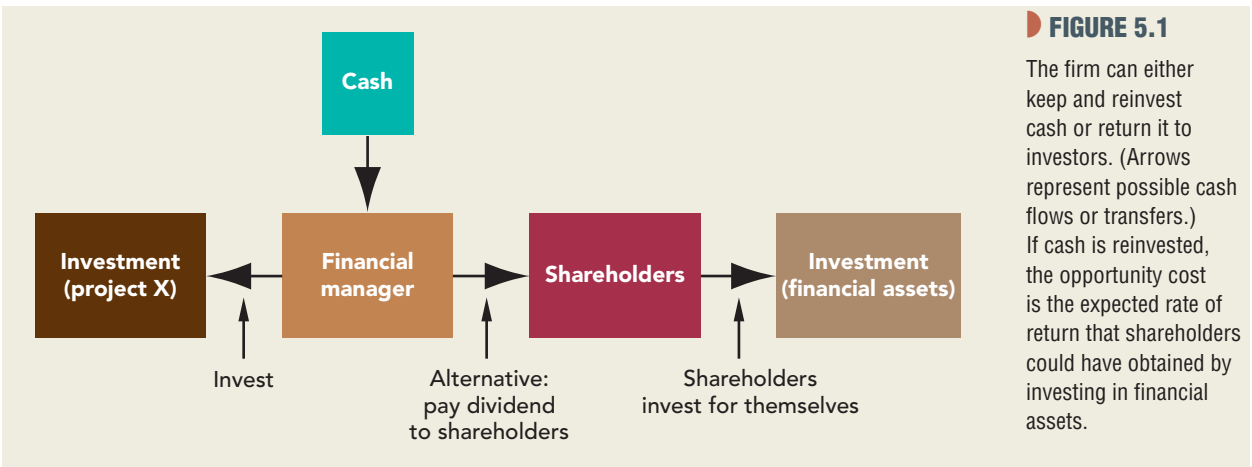 Cash
Investment
(project X)
Financial
manager
Shareholders
Investment
(financial assets)
Invest
Alternative:
pay dividend
to shareholders
Shareholders
invest for themselves
FIGURE 5.1
The firm can either
keep and reinvest
cash or return it to
investors. (Arrows
represent possible cash
flows or transfers.)
If cash is reinvested,
the opportunity cost
is the expected rate of
return that shareholders
could have obtained by
investing in financial
assets.